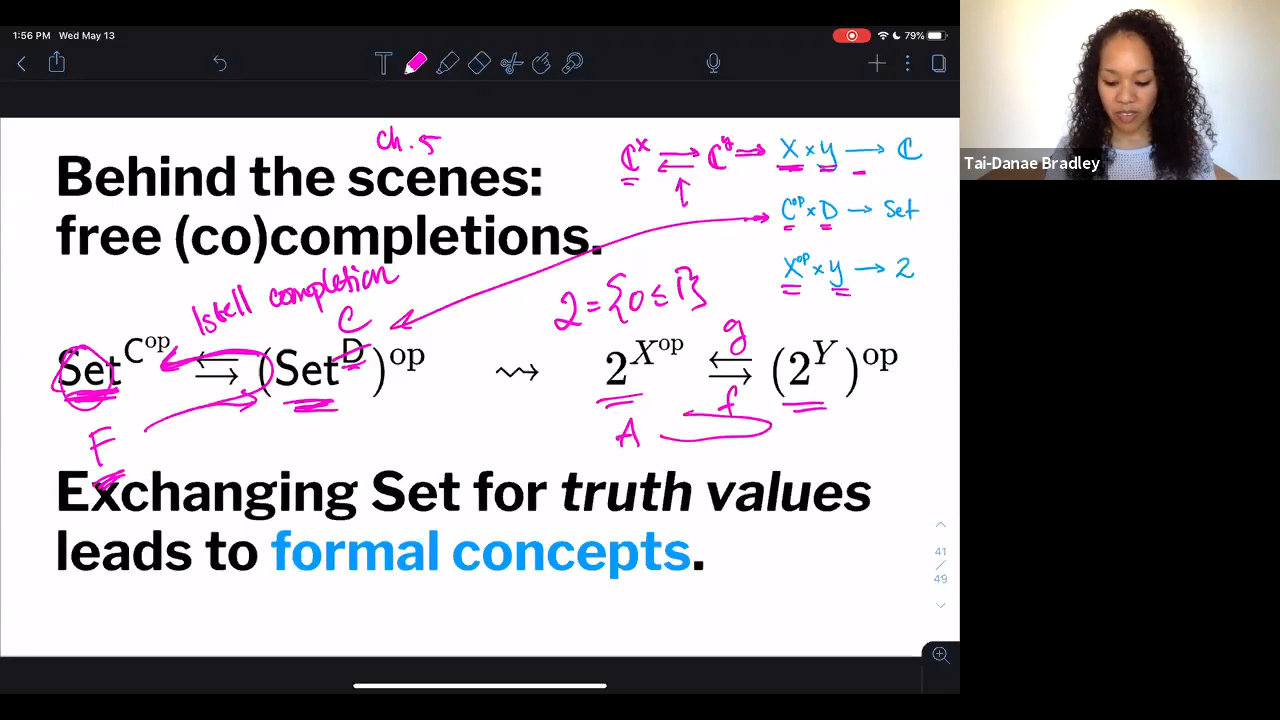 1:56 PM Wed May 13
79%
Tai-Danae Bradley
Ch. 5
Behind the scenes:
free (co)completions.
ℂ^X ⇄ ℂ^Y → X × Y → ℂ
C^op × D → Set
X^op × Y → 2
Isbell completion
C
2 = {0 ≤ 1}
g
Set^{C^op} ⇆ (Set^D)^op ⇝ 2^{X^op} ⇆ (2^Y)^op
f
F
A
Exchanging Set for truth values
leads to formal concepts.
41
/
49